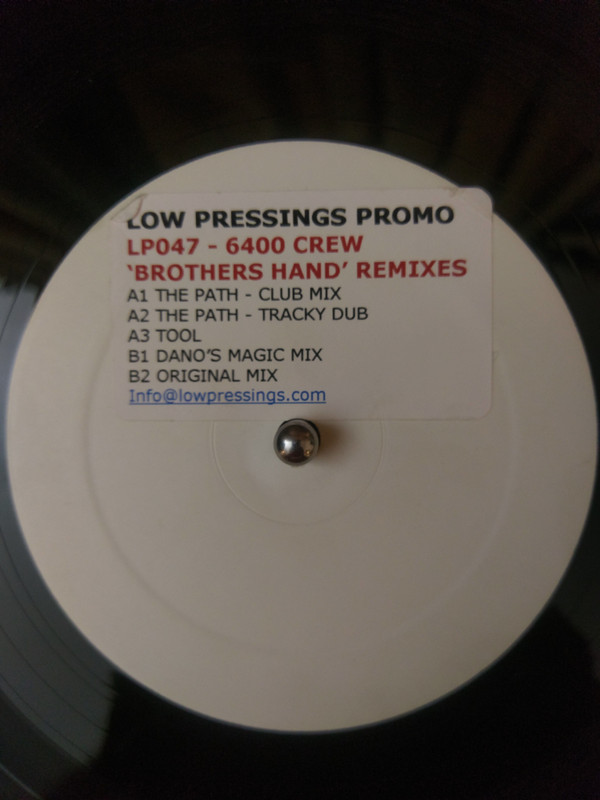 LOW PRESSINGS PROMO
LP047 - 6400 CREW
‘BROTHERS HAND’ REMIXES
A1 THE PATH - CLUB MIX
A2 THE PATH - TRACKY DUB
A3 TOOL
B1 DANO’S MAGIC MIX
B2 ORIGINAL MIX
Info@lowpressings.com